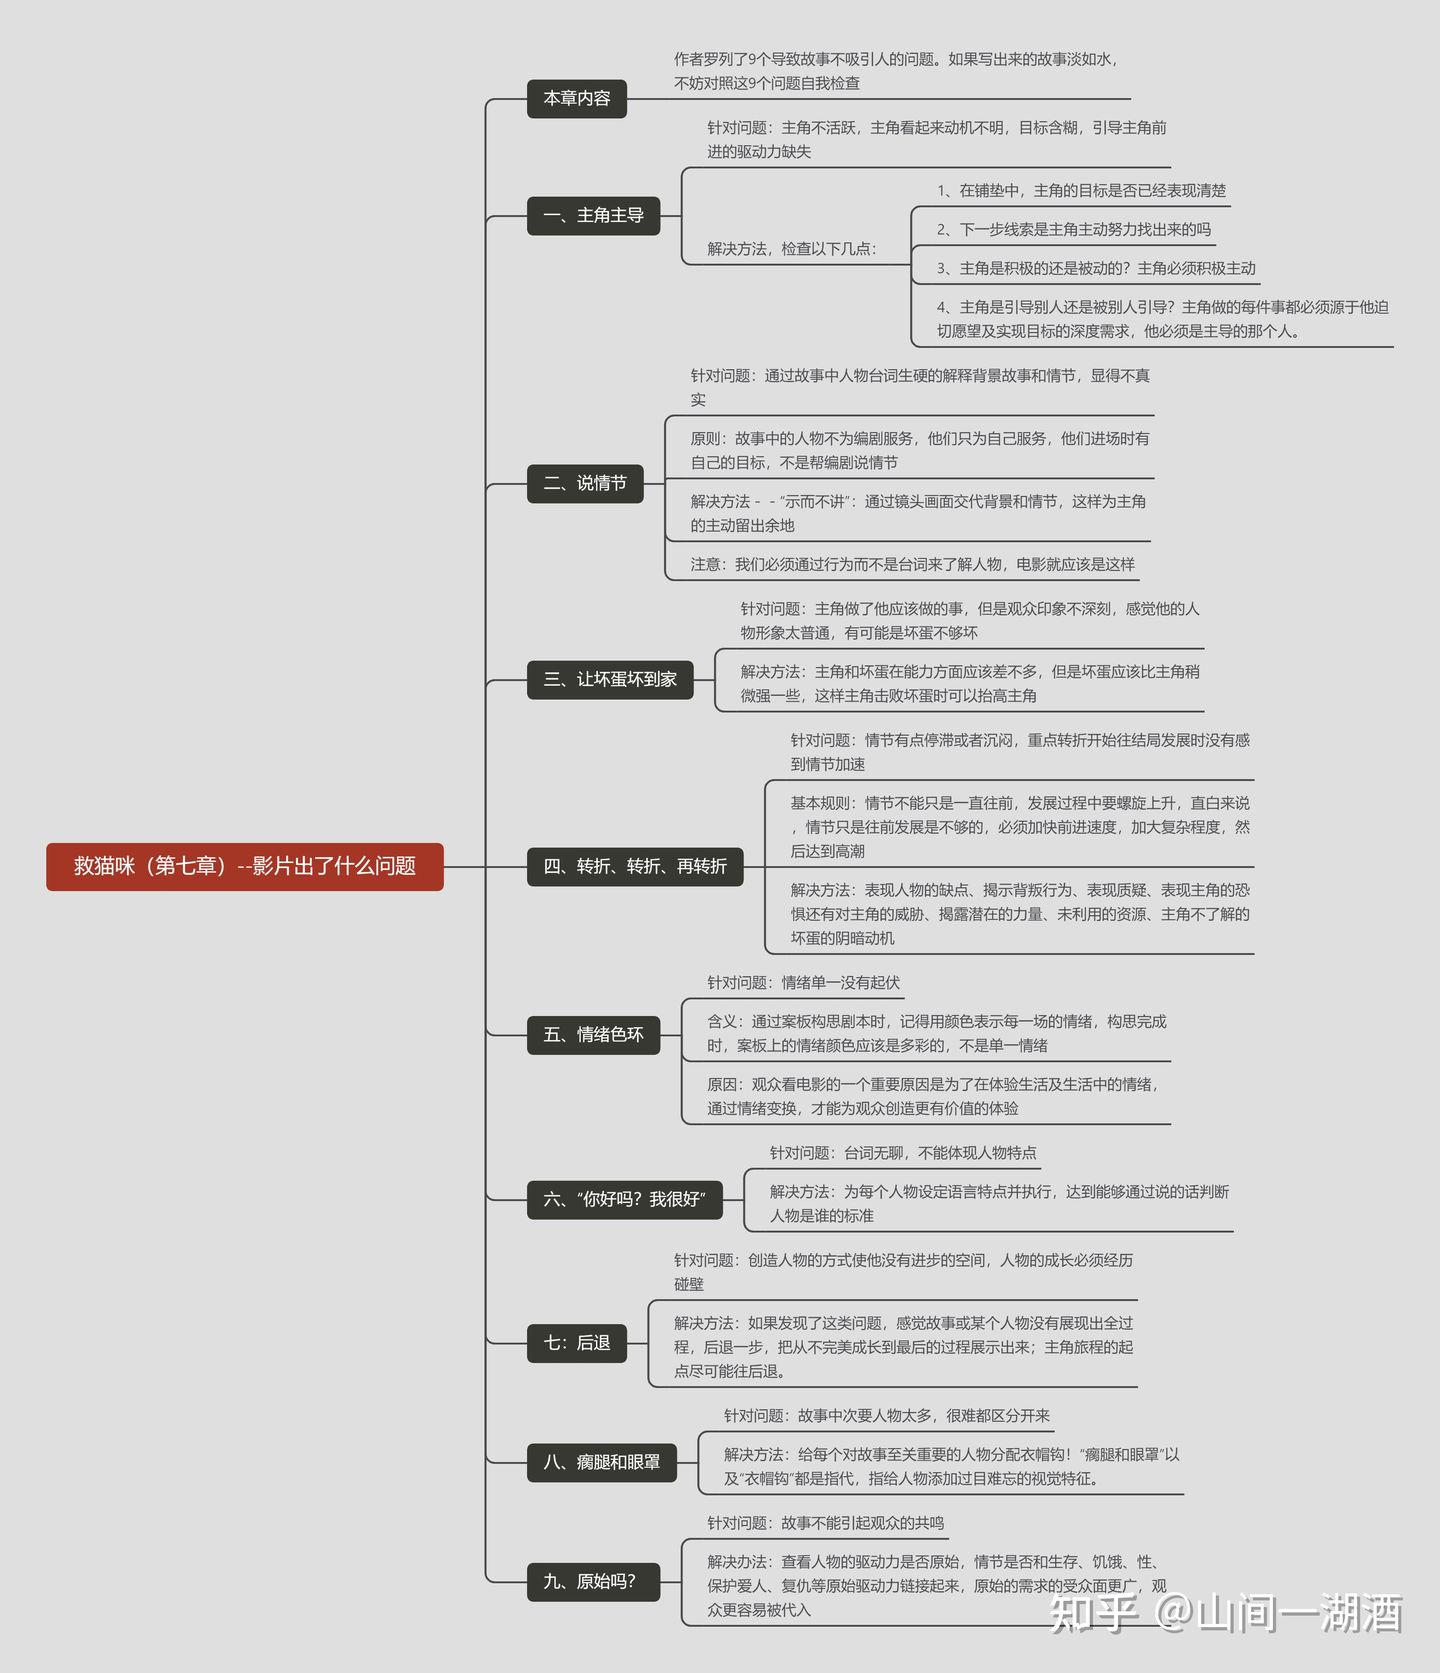 作者罗列了9个导致故事不吸引人的问题。如果写出来的故事淡如水，
不妨对照这9个问题自我检查
本章内容
针对问题：主角不活跃，主角看起来动机不明，目标含糊，引导主角前
进的驱动力缺失
一、主角主导
解决方法，检查以下几点：
1、在铺垫中，主角的目标是否已经表现清楚
2、下一步线索是主角主动努力找出来的吗
3、主角是积极的还是被动的？主角必须积极主动
4、主角是引导别人还是被别人引导？主角做的每件事都必须源于他迫
切愿望及实现目标的深度需求，他必须是主导的那个人。
针对问题：通过故事中人物台词生硬的解释背景故事和情节，显得不真
实
原则：故事中的人物不为编剧服务，他们只为自己服务，他们进场时有
自己的目标，不是帮编剧说情节
二、说情节
解决方法－－“示而不讲”：通过镜头画面交代背景和情节，这样为主角
的主动留出余地
注意：我们必须通过行为而不是台词来了解人物，电影就应该是这样
针对问题：主角做了他应该做的事，但是观众印象不深刻，感觉他的人
物形象太普通，有可能是坏蛋不够坏
三、让坏蛋坏到家
解决方法：主角和坏蛋在能力方面应该差不多，但是坏蛋应该比主角稍
微强一些，这样主角击败坏蛋时可以抬高主角
针对问题：情节有点停滞或者沉闷，重点转折开始往结局发展时没有感
到情节加速
基本规则：情节不能只是一直往前，发展过程中要螺旋上升，直白来说
，情节只是往前发展是不够的，必须加快前进速度，加大复杂程度，然
后达到高潮
救猫咪（第七章）--影片出了什么问题
四、转折、转折、再转折
解决方法：表现人物的缺点、揭示背叛行为、表现质疑、表现主角的恐
惧还有对主角的威胁、揭露潜在的力量、未利用的资源、主角不了解的
坏蛋的阴暗动机
针对问题：情绪单一没有起伏
含义：通过案板构思剧本时，记得用颜色表示每一场的情绪，构思完成
时，案板上的情绪颜色应该是多彩的，不是单一情绪
五、情绪色环
原因：观众看电影的一个重要原因是为了在体验生活及生活中的情绪，
通过情绪变换，才能为观众创造更有价值的体验
针对问题：台词无聊，不能体现人物特点
六、“你好吗？我很好”
解决方法：为每个人物设定语言特点并执行，达到能够通过说的话判断
人物是谁的标准
针对问题：创造人物的方式使他没有进步的空间，人物的成长必须经历
碰壁
七：后退
解决方法：如果发现了这类问题，感觉故事或某个人物没有展现出全过
程，后退一步，把从不完美成长到最后的过程展示出来；主角旅程的起
点尽可能往后退。
针对问题：故事中次要人物太多，很难都区分开来
八、瘸腿和眼罩
解决方法：给每个对故事至关重要的人物分配衣帽钩！“瘸腿和眼罩”以
及“衣帽钩”都是指代，指给人物添加过目难忘的视觉特征。
针对问题：故事不能引起观众的共鸣
九、原始吗？
解决办法：查看人物的驱动力是否原始，情节是否和生存、饥饿、性、
保护爱人、复仇等原始驱动力链接起来，原始的需求的受众面更广，观
众更容易被代入
知乎 @山间一湖酒